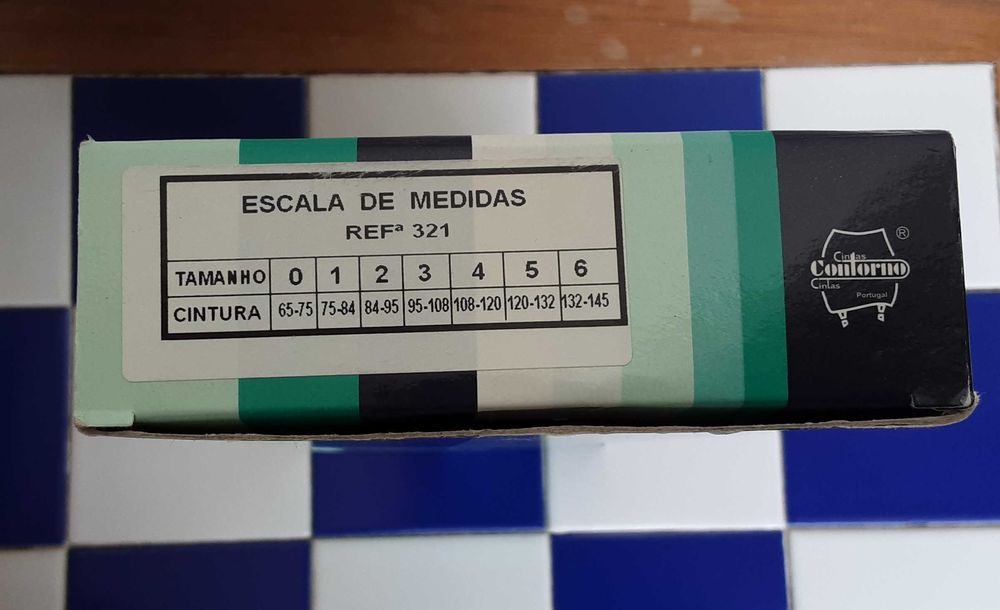 ESCALA DE MEDIDAS
REFª 321
TAMANHO 0 1 2 3 4 5 6
CINTURA 65-75 75-84 84-95 95-108 108-120 120-132 132-145
®
Cintas
Contorno
Cintas
Portugal